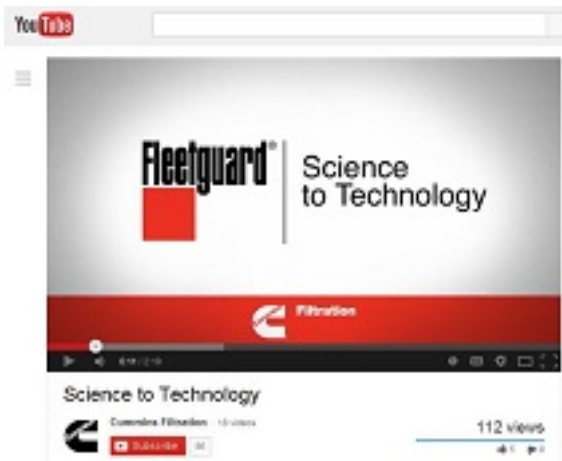 YouTube
Fleetguard®
Science
to Technology
Filtration
Science to Technology
Cummins Filtration
Subscribe
112 views